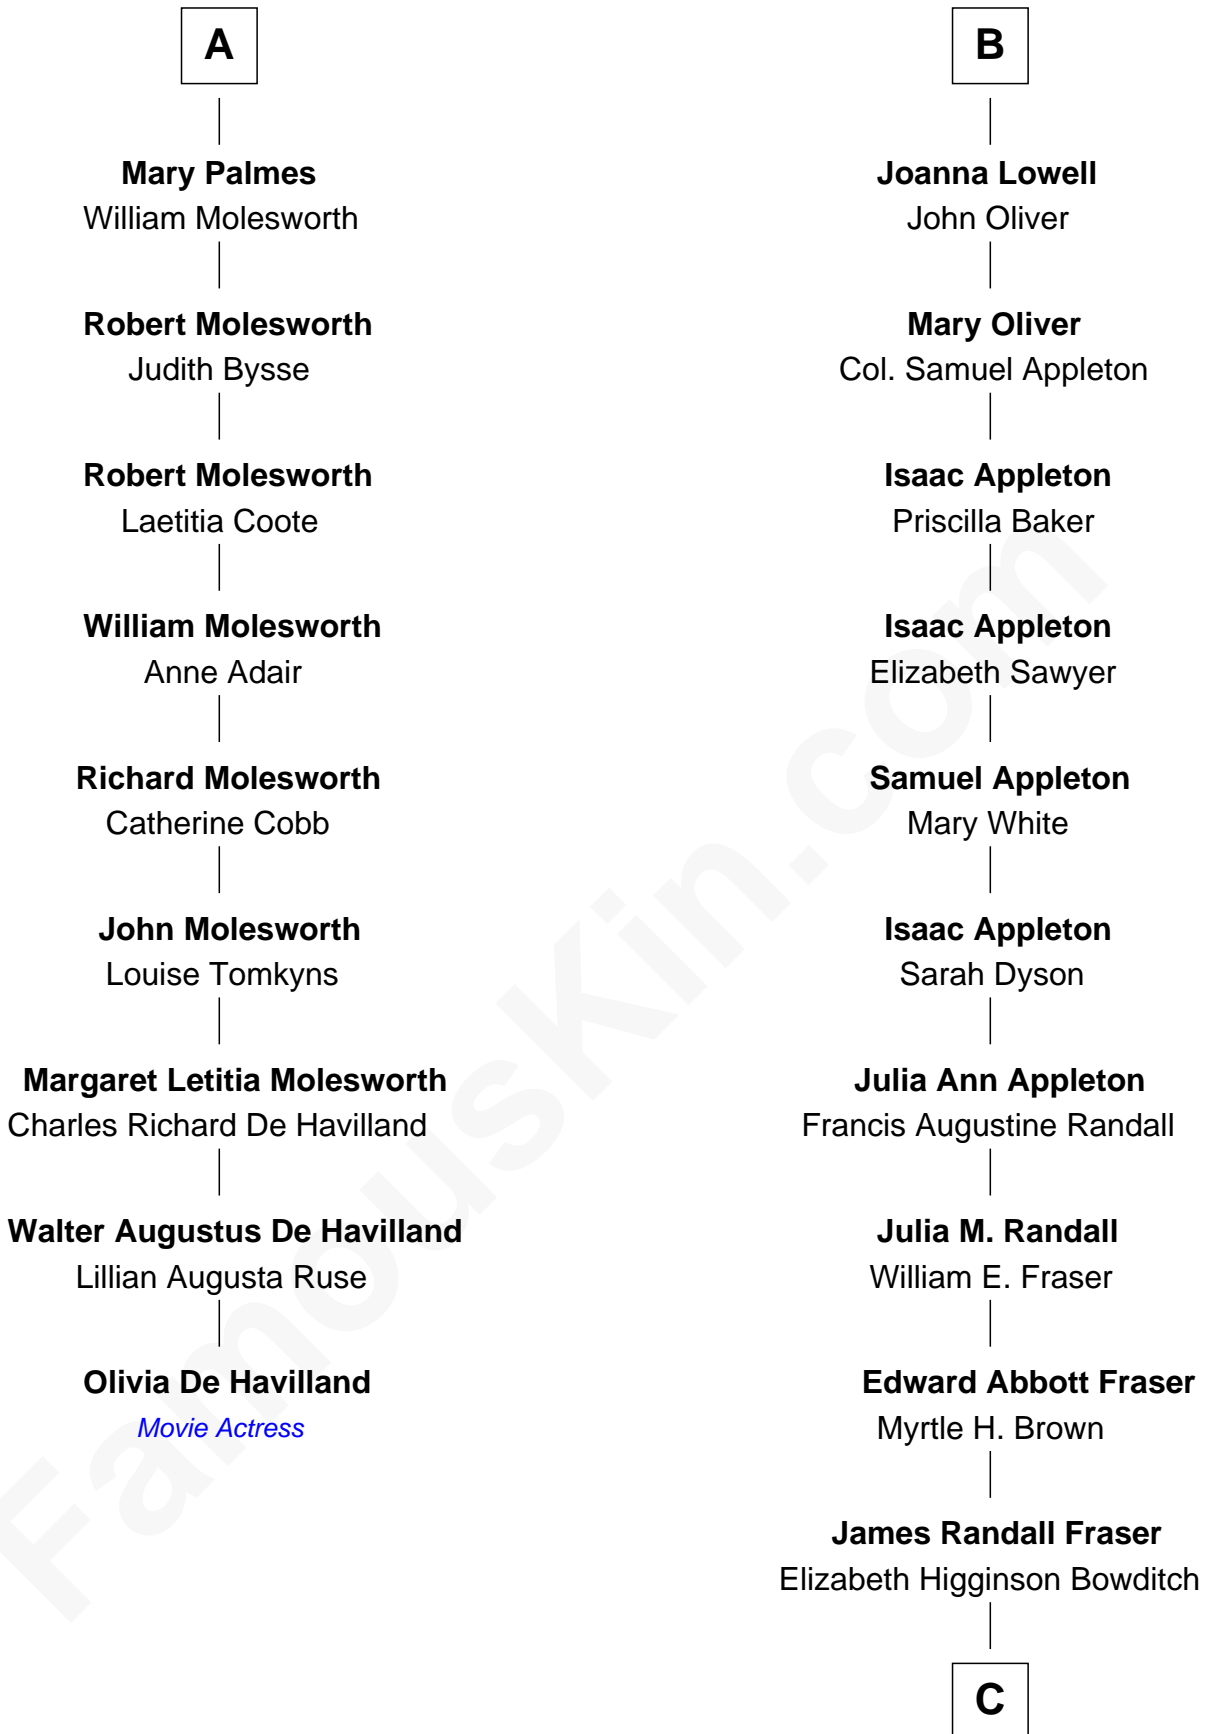 A
Mary Palmes
William Molesworth
Robert Molesworth
Judith Bysse
Robert Molesworth
Laetitia Coote
William Molesworth
Anne Adair
Richard Molesworth
Catherine Cobb
John Molesworth
Louise Tomkyns
Margaret Letitia Molesworth
Charles Richard De Havilland
Walter Augustus De Havilland
Lillian Augusta Ruse
Olivia De Havilland
Movie Actress
B
Joanna Lowell
John Oliver
Mary Oliver
Col. Samuel Appleton
Isaac Appleton
Priscilla Baker
Isaac Appleton
Elizabeth Sawyer
Samuel Appleton
Mary White
Isaac Appleton
Sarah Dyson
Julia Ann Appleton
Francis Augustine Randall
Julia M. Randall
William E. Fraser
Edward Abbott Fraser
Myrtle H. Brown
James Randall Fraser
Elizabeth Higginson Bowditch
C
FamousKin.com